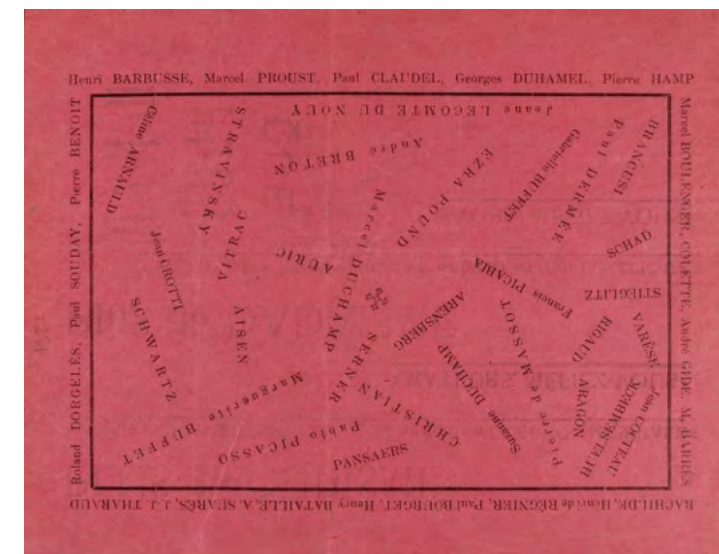 Henri BARBUSSE, Marcel PROUST, Paul CLAUDEL, Georges DUHAMEL, Pierre HAMP
Marcel BOULENGER, COLETTE, André GIDE, M. BARRÈS
RACHILDE, Henri de RÉGNIER, Paul BOURGET, Henry BATAILLE, A. SUARÈS, J. J. THARAUD
Roland DORGELÈS, Paul SOUDAY, Pierre BENOIT
Jeane LECOMTE DU NOUY
Céline ARNAULD
STRAVINSKY
André BRETON
EZRA POUND
Gabrielle BUFFET
Paul DERMÉE
BRANCUSI
SCHAD
Jean CROTTI
VITRAC
AURIC
Marcel DUCHAMP
Francis PICABIA
STIEGLITZ
SCHWARTZ
AISEN
SERNER
ARENSBERG
Pierre de MASSOT
RIGAUD
VARÈSE
Marguerite BUFFET
Pablo PICASSO
CHRISTIAN
Suzanne DUCHAMP
ARAGON
HUELSEMBECK
Jean COCTEAU
PANSAERS